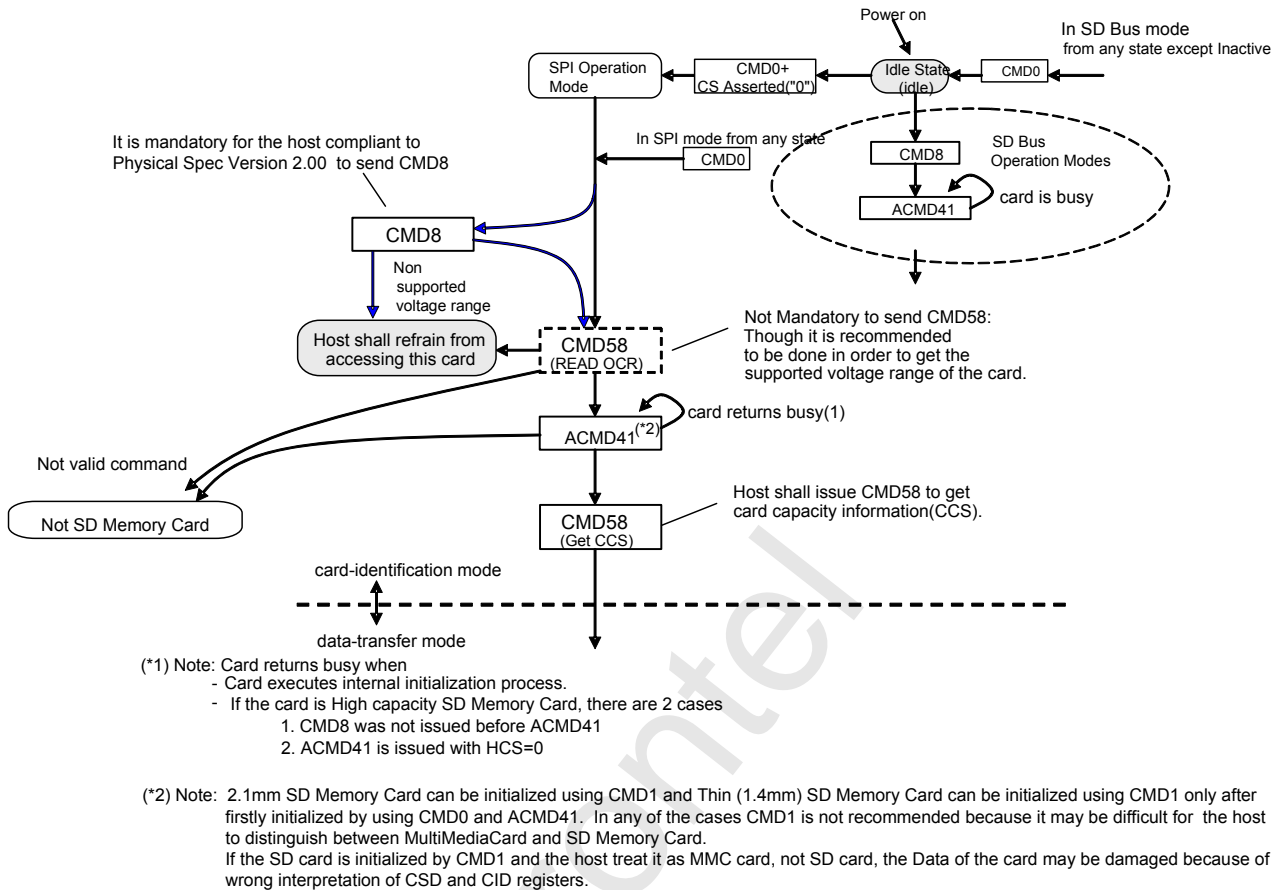 Power on
In SD Bus mode
from any state except Inactive
SPI Operation
Mode
CMD0+
CS Asserted("0")
Idle State
(idle)
CMD0
In SPI mode from any state
CMD0
It is mandatory for the host compliant to
Physical Spec Version 2.00 to send CMD8
CMD8
SD Bus
Operation Modes
ACMD41
card is busy
CMD8
Non
supported
voltage range
Host shall refrain from
accessing this card
CMD58
(READ OCR)
Not Mandatory to send CMD58:
Though it is recommended
to be done in order to get the
supported voltage range of the card.
ACMD41(*2)
card returns busy(1)
Not valid command
Not SD Memory Card
CMD58
(Get CCS)
Host shall issue CMD58 to get
card capacity information(CCS).
card-identification mode
data-transfer mode
(*1) Note: Card returns busy when
- Card executes internal initialization process.
- If the card is High capacity SD Memory Card, there are 2 cases
1. CMD8 was not issued before ACMD41
2. ACMD41 is issued with HCS=0
(*2) Note: 2.1mm SD Memory Card can be initialized using CMD1 and Thin (1.4mm) SD Memory Card can be initialized using CMD1 only after
firstly initialized by using CMD0 and ACMD41. In any of the cases CMD1 is not recommended because it may be difficult for the host
to distinguish between MultiMediaCard and SD Memory Card.
If the SD card is initialized by CMD1 and the host treat it as MMC card, not SD card, the Data of the card may be damaged because of
wrong interpretation of CSD and CID registers.